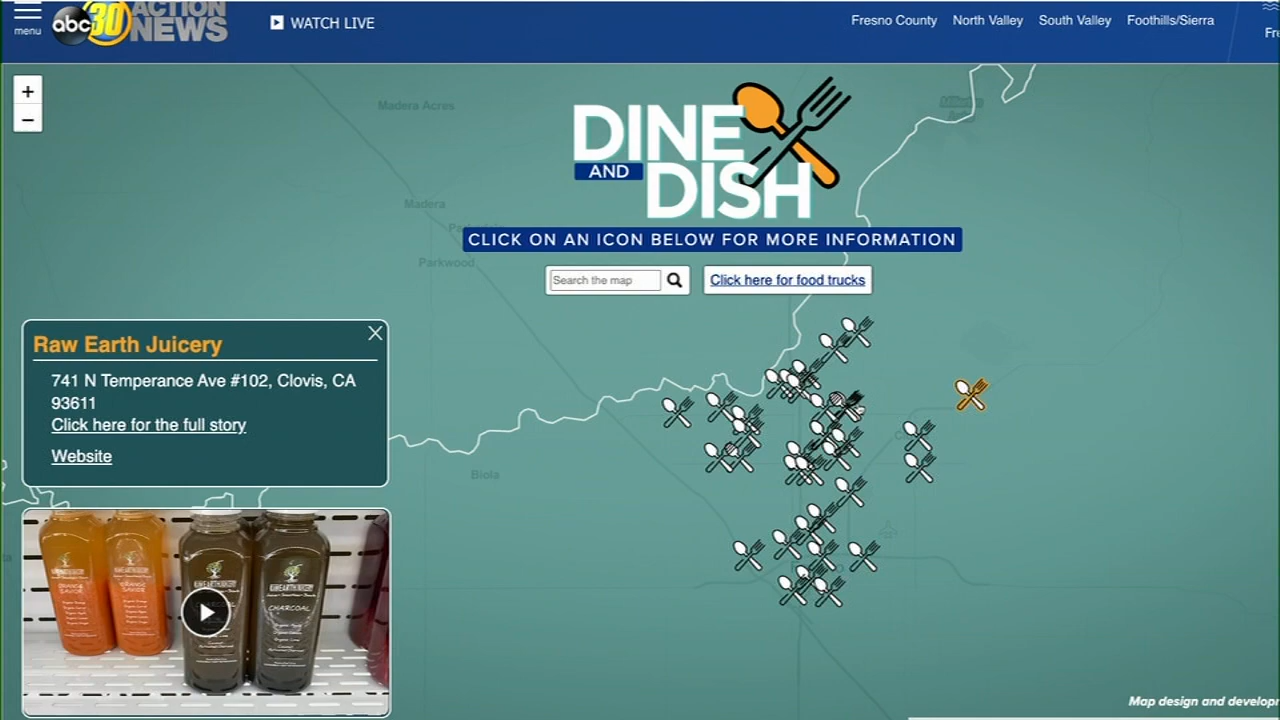 menu
abc 30 ACTION NEWS
WATCH LIVE
Fresno County North Valley South Valley Foothills/Sierra
+
−
Madera Acres
DINE
AND
DISH
Madera
CLICK ON AN ICON BELOW FOR MORE INFORMATION
Parkwood
Search the map
Click here for food trucks
Raw Earth Juicery
741 N Temperance Ave #102, Clovis, CA
93611
Click here for the full story
Website
Biola
CHARCOAL
Map design and develop